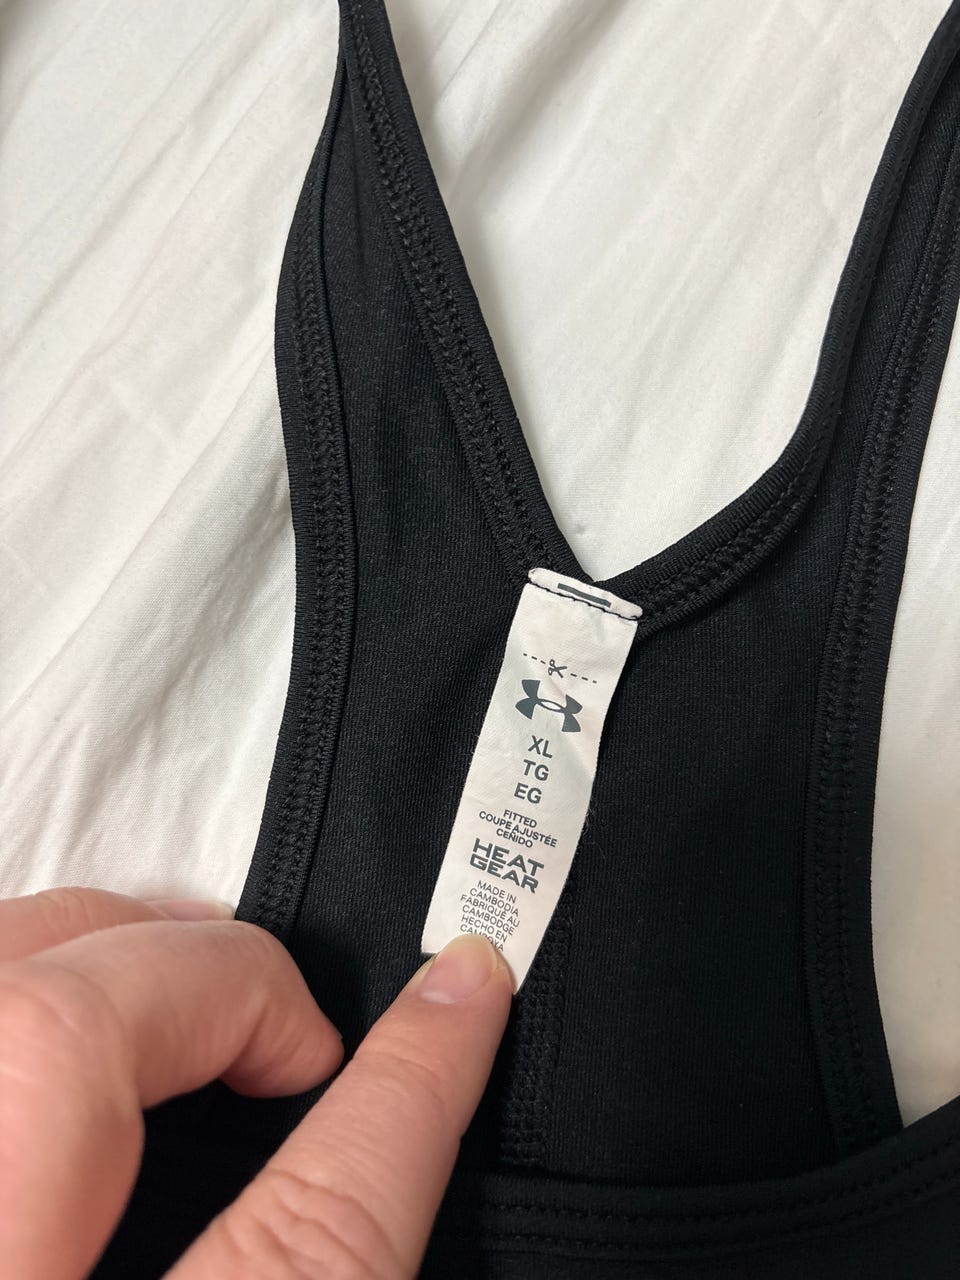 XL
TG
EG
FITTED
COUPE AJUSTÉE
CEÑIDO
HEAT
GEAR
MADE IN
CAMBODIA
FABRIQUÉ AU
CAMBODGE
HECHO EN
CAMBOYA